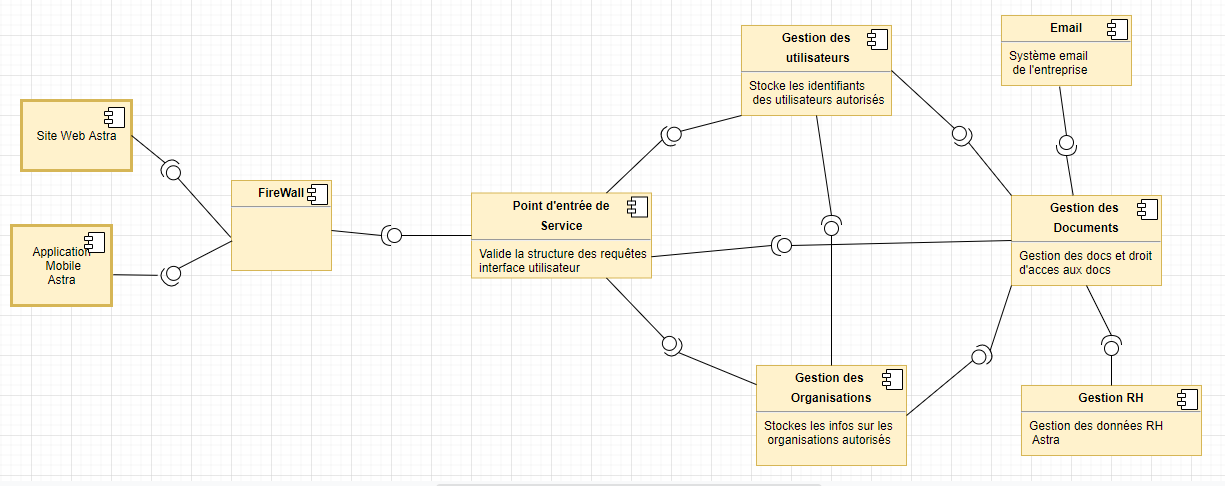 Site Web Astra
Application
Mobile
Astra
FireWall
Point d'entrée de
Service
Valide la structure des requêtes
interface utilisateur
Gestion des
utilisateurs
Stocke les identifiants
des utilisateurs autorisés
Gestion des
Organisations
Stockes les infos sur les
organisations autorisés
Email
Système email
de l'entreprise
Gestion des
Documents
Gestion des docs et droit
d'acces aux docs
Gestion RH
Gestion des données RH
Astra